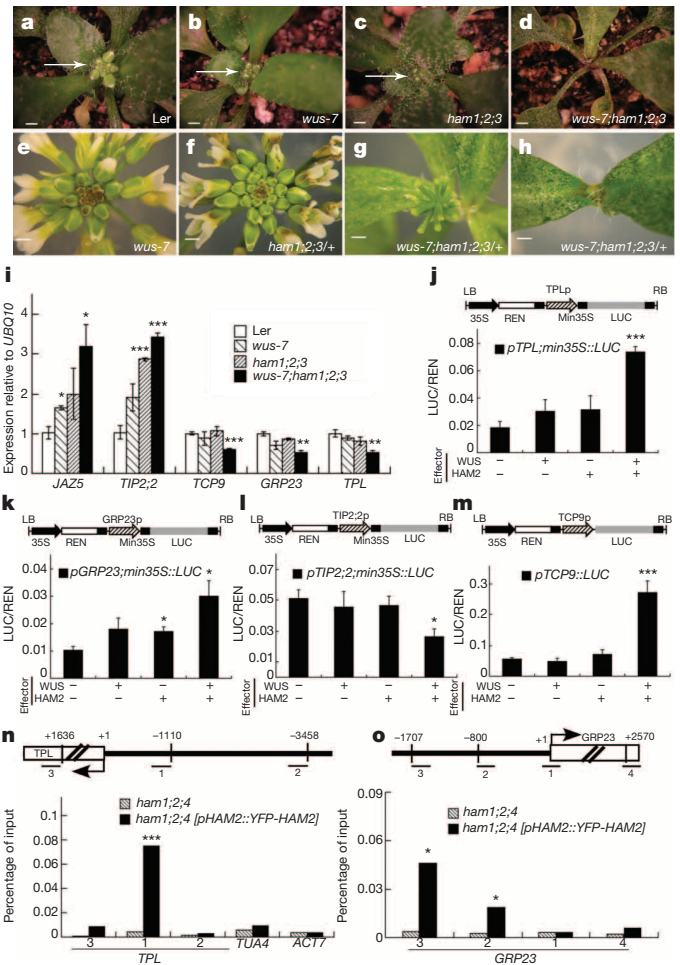 a
b
c
d
Ler
wus-7
ham1;2;3
wus-7;ham1;2;3
e
f
g
h
wus-7
ham1;2;3/+
wus-7;ham1;2;3/+
wus-7;ham1;2;3/+
i
Expression relative to UBQ10
4
2
0
* * *** *** *** ** **
Ler
wus-7
ham1;2;3
wus-7;ham1;2;3
JAZ5 TIP2;2 TCP9 GRP23 TPL
j
LB TPLp RB
35S REN Min35S LUC
pTPL;min35S::LUC
***
LUC/REN
0.08
0.06
0.04
0.02
0
Effector
WUS − + − +
HAM2 − − + +
k
LB GRP23p RB
35S REN Min35S LUC
pGRP23;min35S::LUC
* *
LUC/REN
0.04
0.03
0.02
0.01
0
Effector
WUS − + − +
HAM2 − − + +
l
LB TIP2;2p RB
35S REN Min35S LUC
pTIP2;2;min35S::LUC
*
LUC/REN
0.07
0.05
0.03
0
Effector
WUS − + − +
HAM2 − − + +
m
LB TCP9p RB
35S REN LUC
pTCP9::LUC
***
LUC/REN
0.3
0.2
0.1
0
Effector
WUS − + − +
HAM2 − − + +
n
+1636 +1 −1110 −3458
TPL
3 1 2
ham1;2;4
ham1;2;4 [pHAM2::YFP-HAM2]
***
Percentage of input
0.1
0.08
0.06
0.04
0.02
0
3 1 2 TUA4 ACT7
TPL
o
−1707 −800 +1 GRP23 +2570
3 2 1 4
ham1;2;4
ham1;2;4 [pHAM2::YFP-HAM2]
* *
Percentage of input
0.09
0.06
0.03
0
3 2 1 4
GRP23